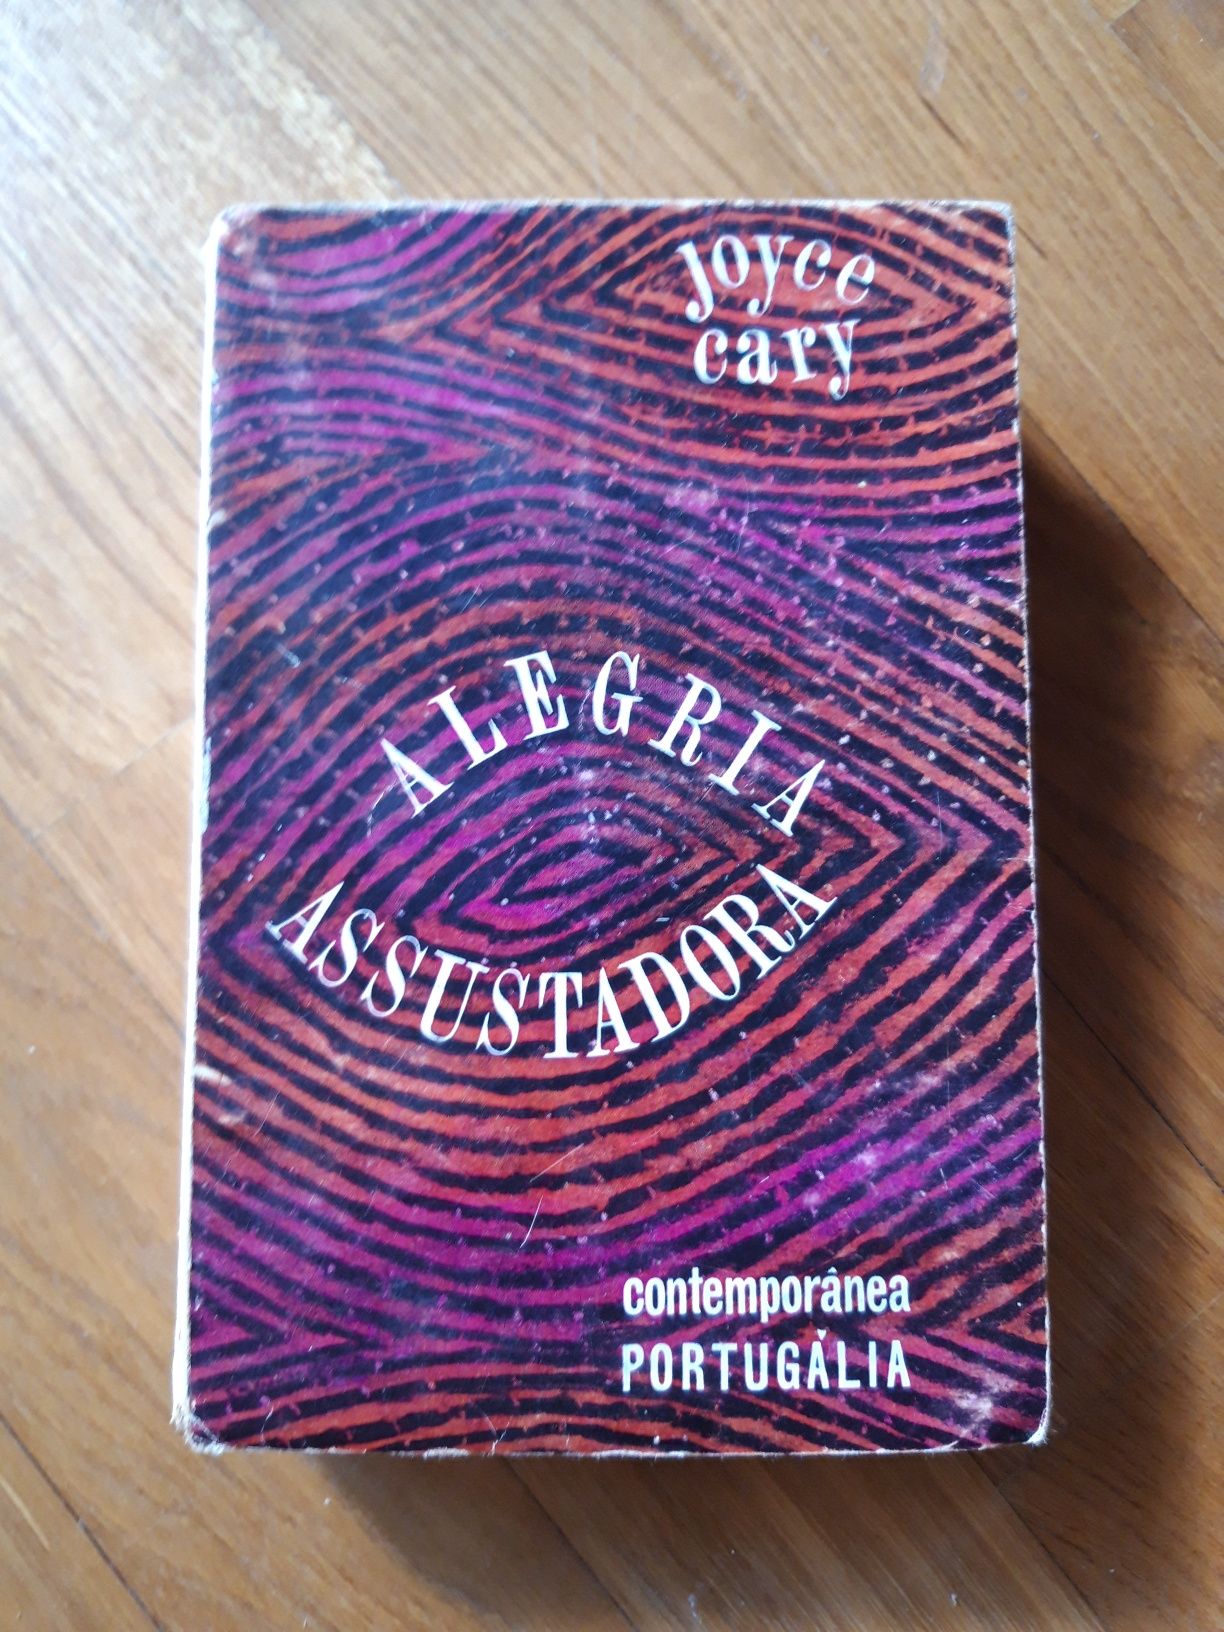 joyce
cary
ALEGRIA
ASSUSTADORA
contemporânea
PORTUGÁLIA